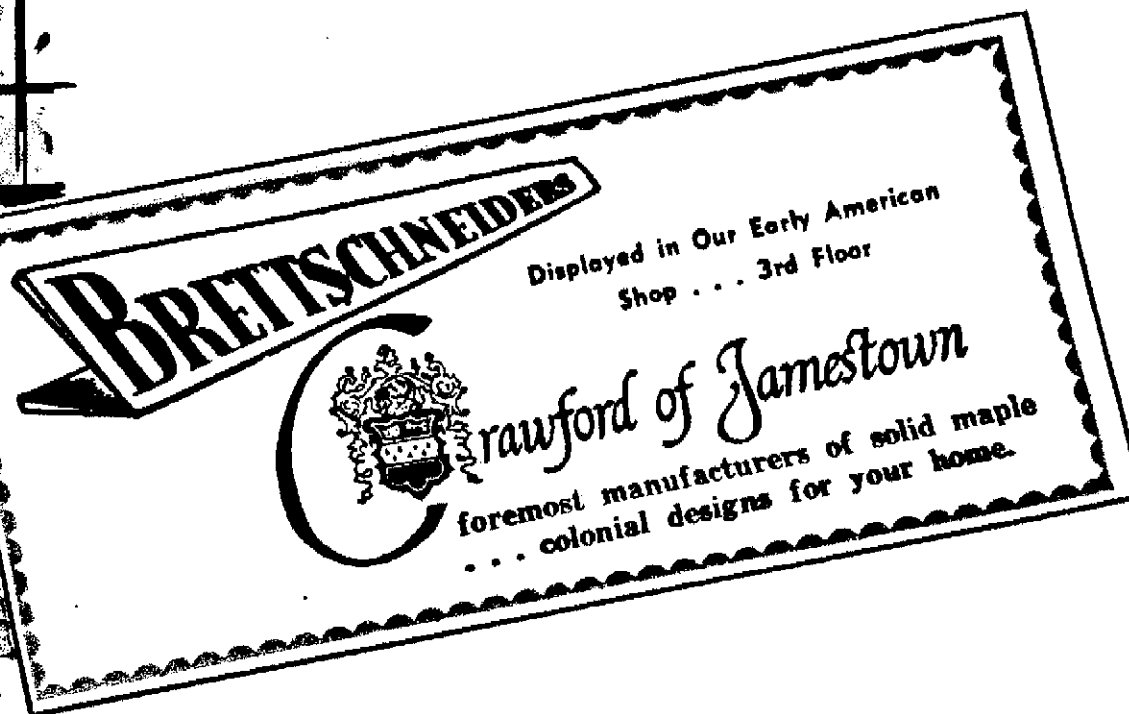 BRETTSCHNEIDERS
Displayed in Our Early American
Shop . . . 3rd Floor
Crawford of Jamestown
foremost manufacturers of solid maple
. . . colonial designs for your home.